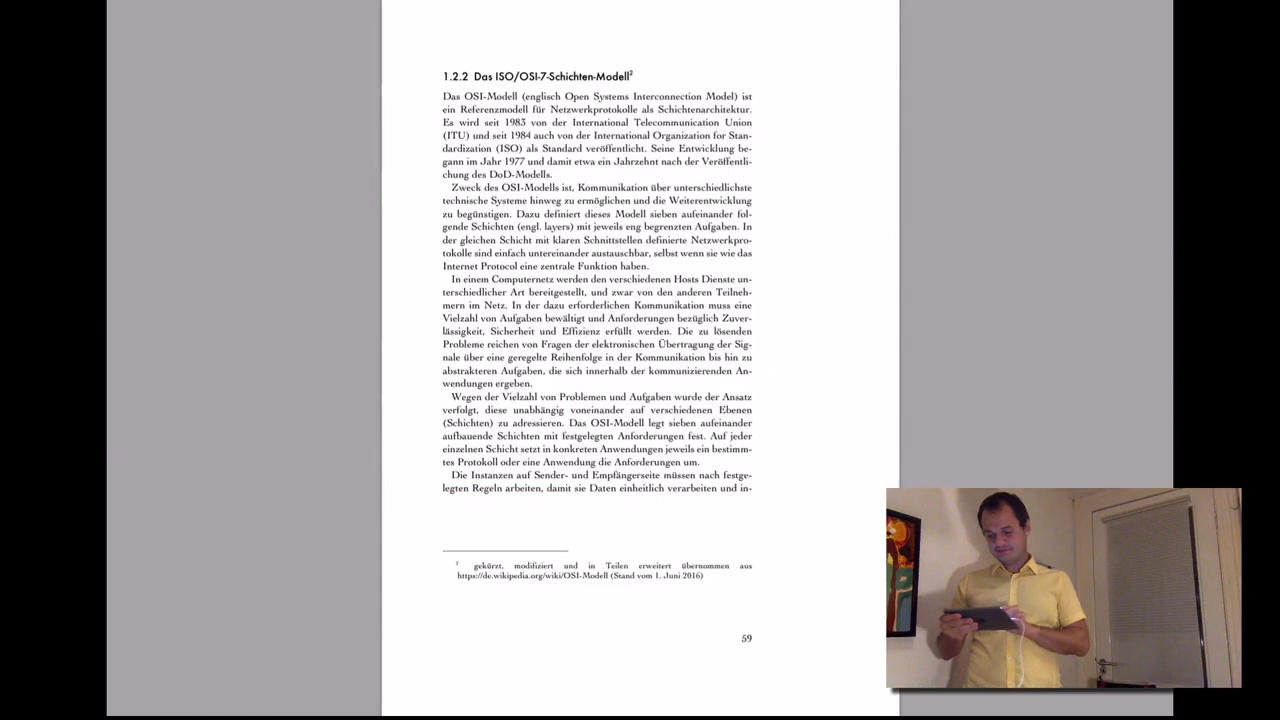 1.2.2 Das ISO/OSI-7-Schichten-Modell²
Das OSI-Modell (englisch Open Systems Interconnection Model) ist
ein Referenzmodell für Netzwerkprotokolle als Schichtenarchitektur.
Es wird seit 1983 von der International Telecommunication Union
(ITU) und seit 1984 auch von der International Organization for Stan-
dardization (ISO) als Standard veröffentlicht. Seine Entwicklung be-
gann im Jahr 1977 und damit etwa ein Jahrzehnt nach der Veröffentli-
chung des DoD-Modells.
Zweck des OSI-Modells ist, Kommunikation über unterschiedlichste
technische Systeme hinweg zu ermöglichen und die Weiterentwicklung
zu begünstigen. Dazu definiert dieses Modell sieben aufeinander fol-
gende Schichten (engl. layers) mit jeweils eng begrenzten Aufgaben. In
der gleichen Schicht mit klaren Schnittstellen definierte Netzwerkpro-
tokolle sind einfach untereinander austauschbar, selbst wenn sie wie das
Internet Protocol eine zentrale Funktion haben.
In einem Computernetz werden den verschiedenen Hosts Dienste un-
terschiedlicher Art bereitgestellt, und zwar von den anderen Teilneh-
mern im Netz. In der dazu erforderlichen Kommunikation muss eine
Vielzahl von Aufgaben bewältigt und Anforderungen bezüglich Zuver-
lässigkeit, Sicherheit und Effizienz erfüllt werden. Die zu lösenden
Probleme reichen von Fragen der elektronischen Übertragung der Sig-
nale über eine geregelte Reihenfolge in der Kommunikation bis hin zu
abstrakteren Aufgaben, die sich innerhalb der kommunizierenden An-
wendungen ergeben.
Wegen der Vielzahl von Problemen und Aufgaben wurde der Ansatz
verfolgt, diese unabhängig voneinander auf verschiedenen Ebenen
(Schichten) zu adressieren. Das OSI-Modell legt sieben aufeinander
aufbauende Schichten mit festgelegten Anforderungen fest. Auf jeder
einzelnen Schicht setzt in konkreten Anwendungen jeweils ein bestimm-
tes Protokoll oder eine Anwendung die Anforderungen um.
Die Instanzen auf Sender- und Empfängerseite müssen nach festge-
legten Regeln arbeiten, damit sie Daten einheitlich verarbeiten und in-
² gekürzt, modifiziert und in Teilen erweitert übernommen aus
https://de.wikipedia.org/wiki/OSI-Modell (Stand vom 1. Juni 2016)
59